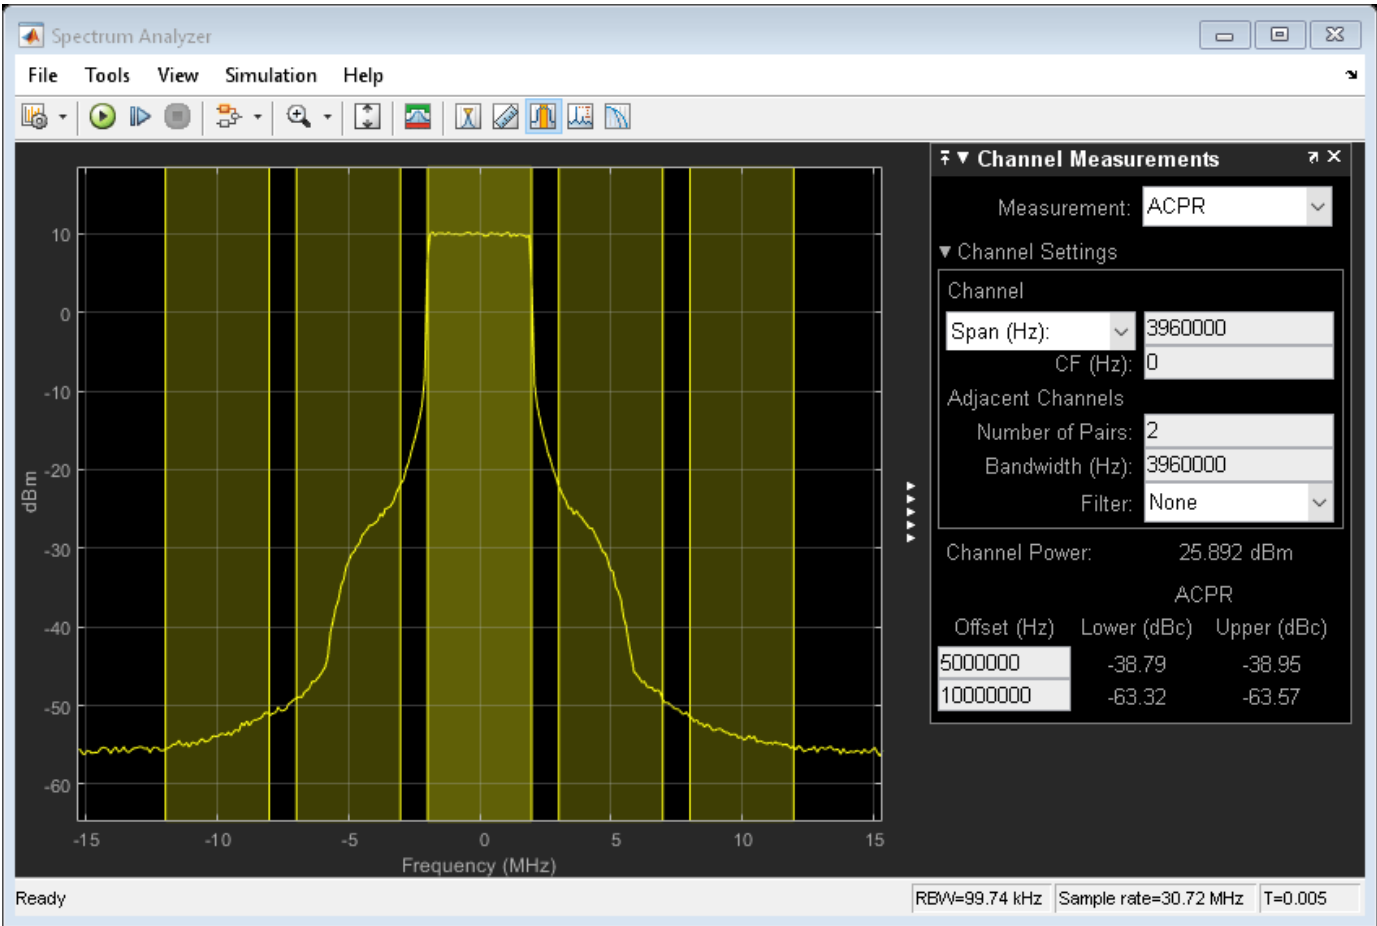 Spectrum Analyzer
File Tools View Simulation Help
Channel Measurements
Measurement: ACPR
Channel Settings
Channel
Span (Hz): 3960000
CF (Hz): 0
Adjacent Channels
Number of Pairs: 2
Bandwidth (Hz): 3960000
Filter: None
Channel Power: 25.892 dBm
ACPR
Offset (Hz) Lower (dBc) Upper (dBc)
5000000 -38.79 -38.95
10000000 -63.32 -63.57
10
0
-10
-20
-30
-40
-50
-60
dBm
-15 -10 -5 0 5 10 15
Frequency (MHz)
Ready RBW=99.74 kHz Sample rate=30.72 MHz T=0.005